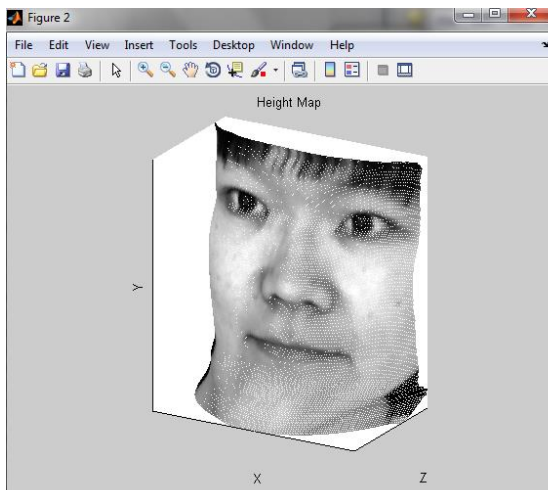 Figure 2
File Edit View Insert Tools Desktop Window Help
Height Map
Y
X Z